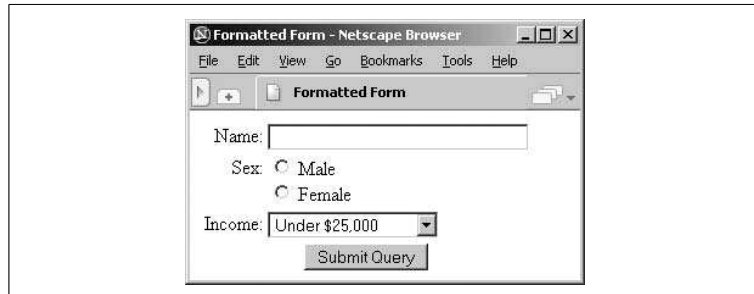 Formatted Form - Netscape Browser
File Edit View Go Bookmarks Tools Help
Formatted Form
Name:
Sex: Male
Female
Income: Under $25,000
Submit Query